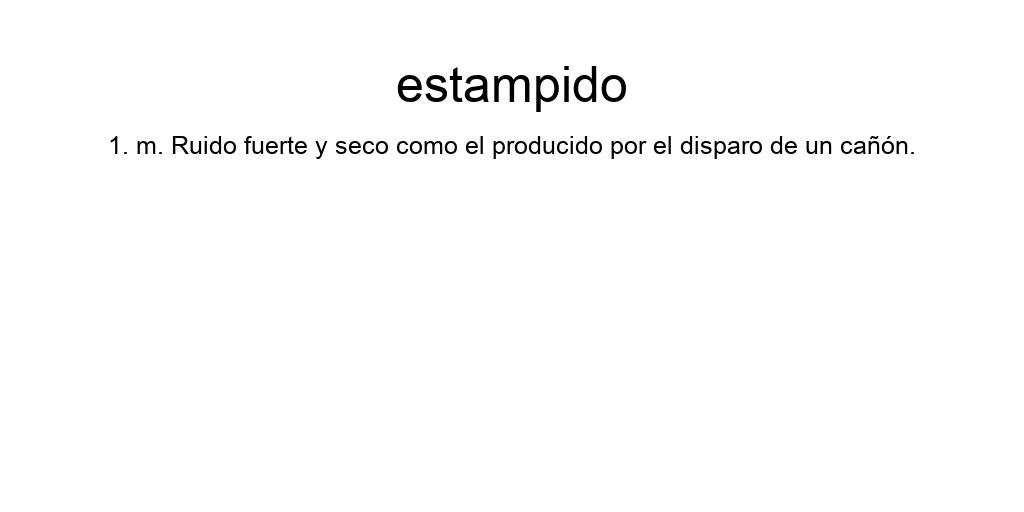 estampido
1. m. Ruido fuerte y seco como el producido por el disparo de un cañón.